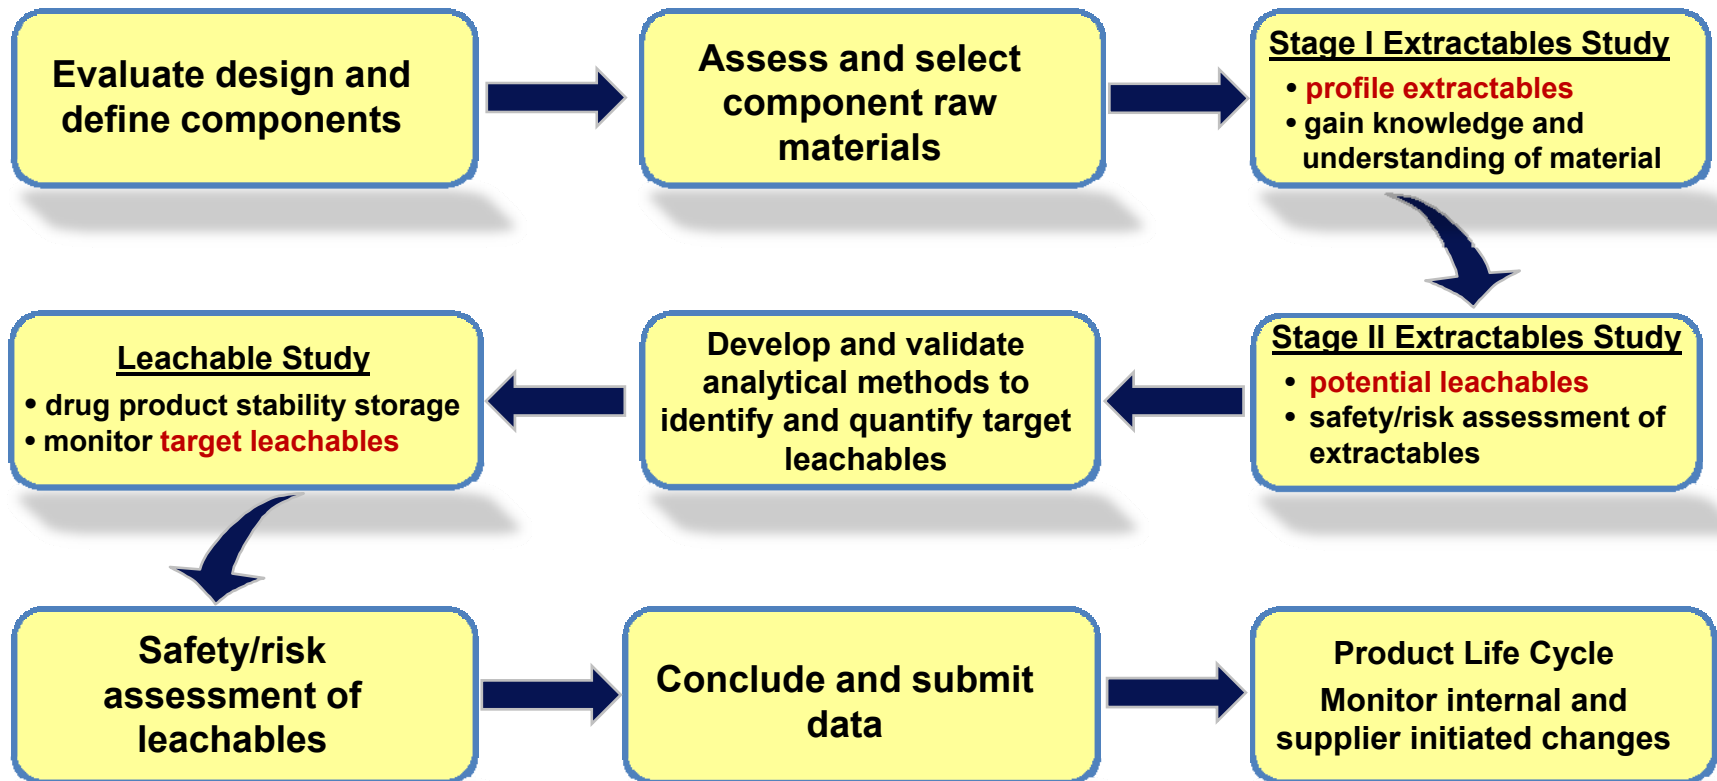 Evaluate design and
define components
Assess and select
component raw
materials
Stage I Extractables Study
• profile extractables
• gain knowledge and
understanding of material
Stage II Extractables Study
• potential leachables
• safety/risk assessment of
extractables
Develop and validate
analytical methods to
identify and quantify target
leachables
Leachable Study
• drug product stability storage
• monitor target leachables
Safety/risk
assessment of
leachables
Conclude and submit
data
Product Life Cycle
Monitor internal and
supplier initiated changes